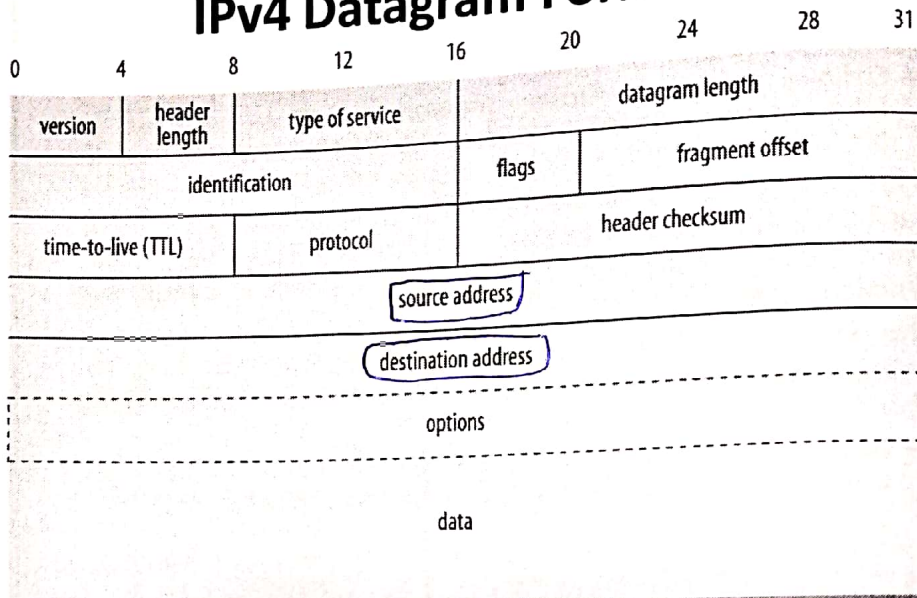 IPv4 Datagram
0 4 8 12 16 20 24 28 31
version header length type of service datagram length
identification flags fragment offset
time-to-live (TTL) protocol header checksum
source address
destination address
options
data